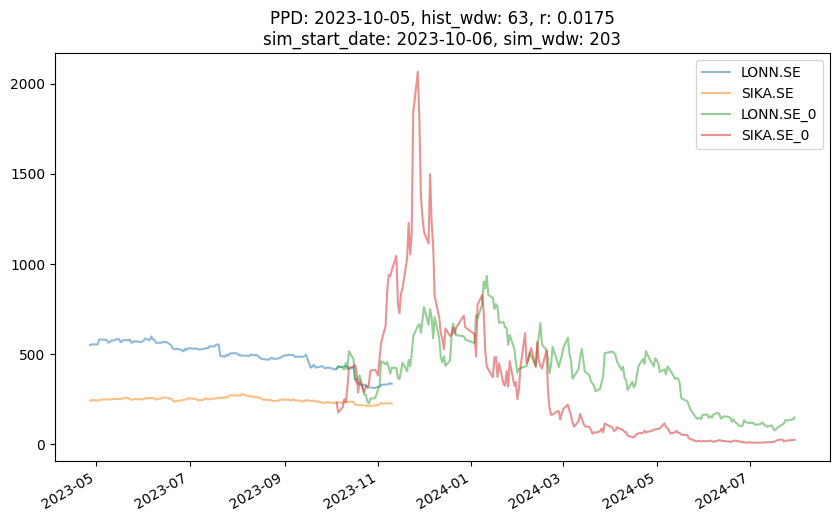 PPD: 2023-10-05, hist_wdw: 63, r: 0.0175
sim_start_date: 2023-10-06, sim_wdw: 203
LONN.SE
SIKA.SE
LONN.SE_0
SIKA.SE_0
2000
1500
1000
500
0
2023-05
2023-07
2023-09
2023-11
2024-01
2024-03
2024-05
2024-07